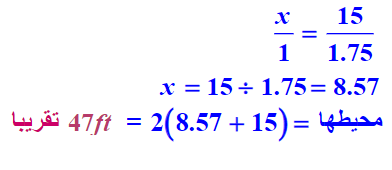 x/1 = 15/1.75
x = 15 ÷ 1.75 = 8.57
محيطها = 2(8.57 + 15) = 47ft تقريبا